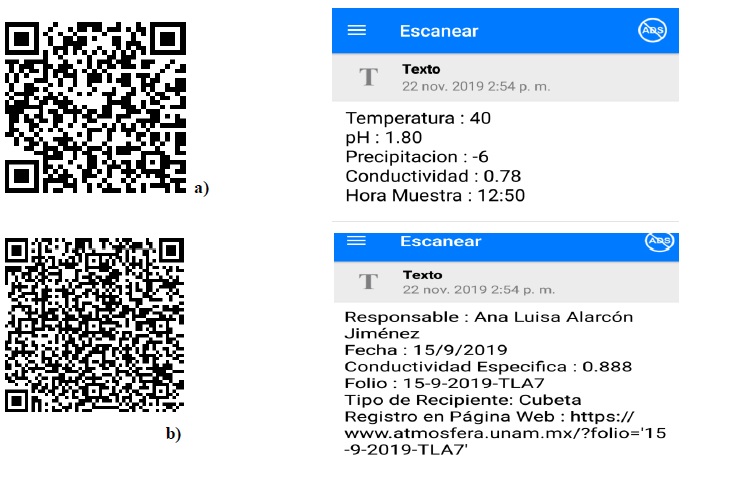 Escanear
ADS
T
Texto
22 nov. 2019 2:54 p. m.
Temperatura : 40
pH : 1.80
Precipitacion : -6
Conductividad : 0.78
Hora Muestra : 12:50
a)
Escanear
ADS
T
Texto
22 nov. 2019 2:54 p. m.
Responsable : Ana Luisa Alarcón
Jiménez
Fecha : 15/9/2019
Conductividad Especifica : 0.888
Folio : 15-9-2019-TLA7
Tipo de Recipiente: Cubeta
Registro en Página Web : https://
www.atmosfera.unam.mx/?folio='15
-9-2019-TLA7'
b)